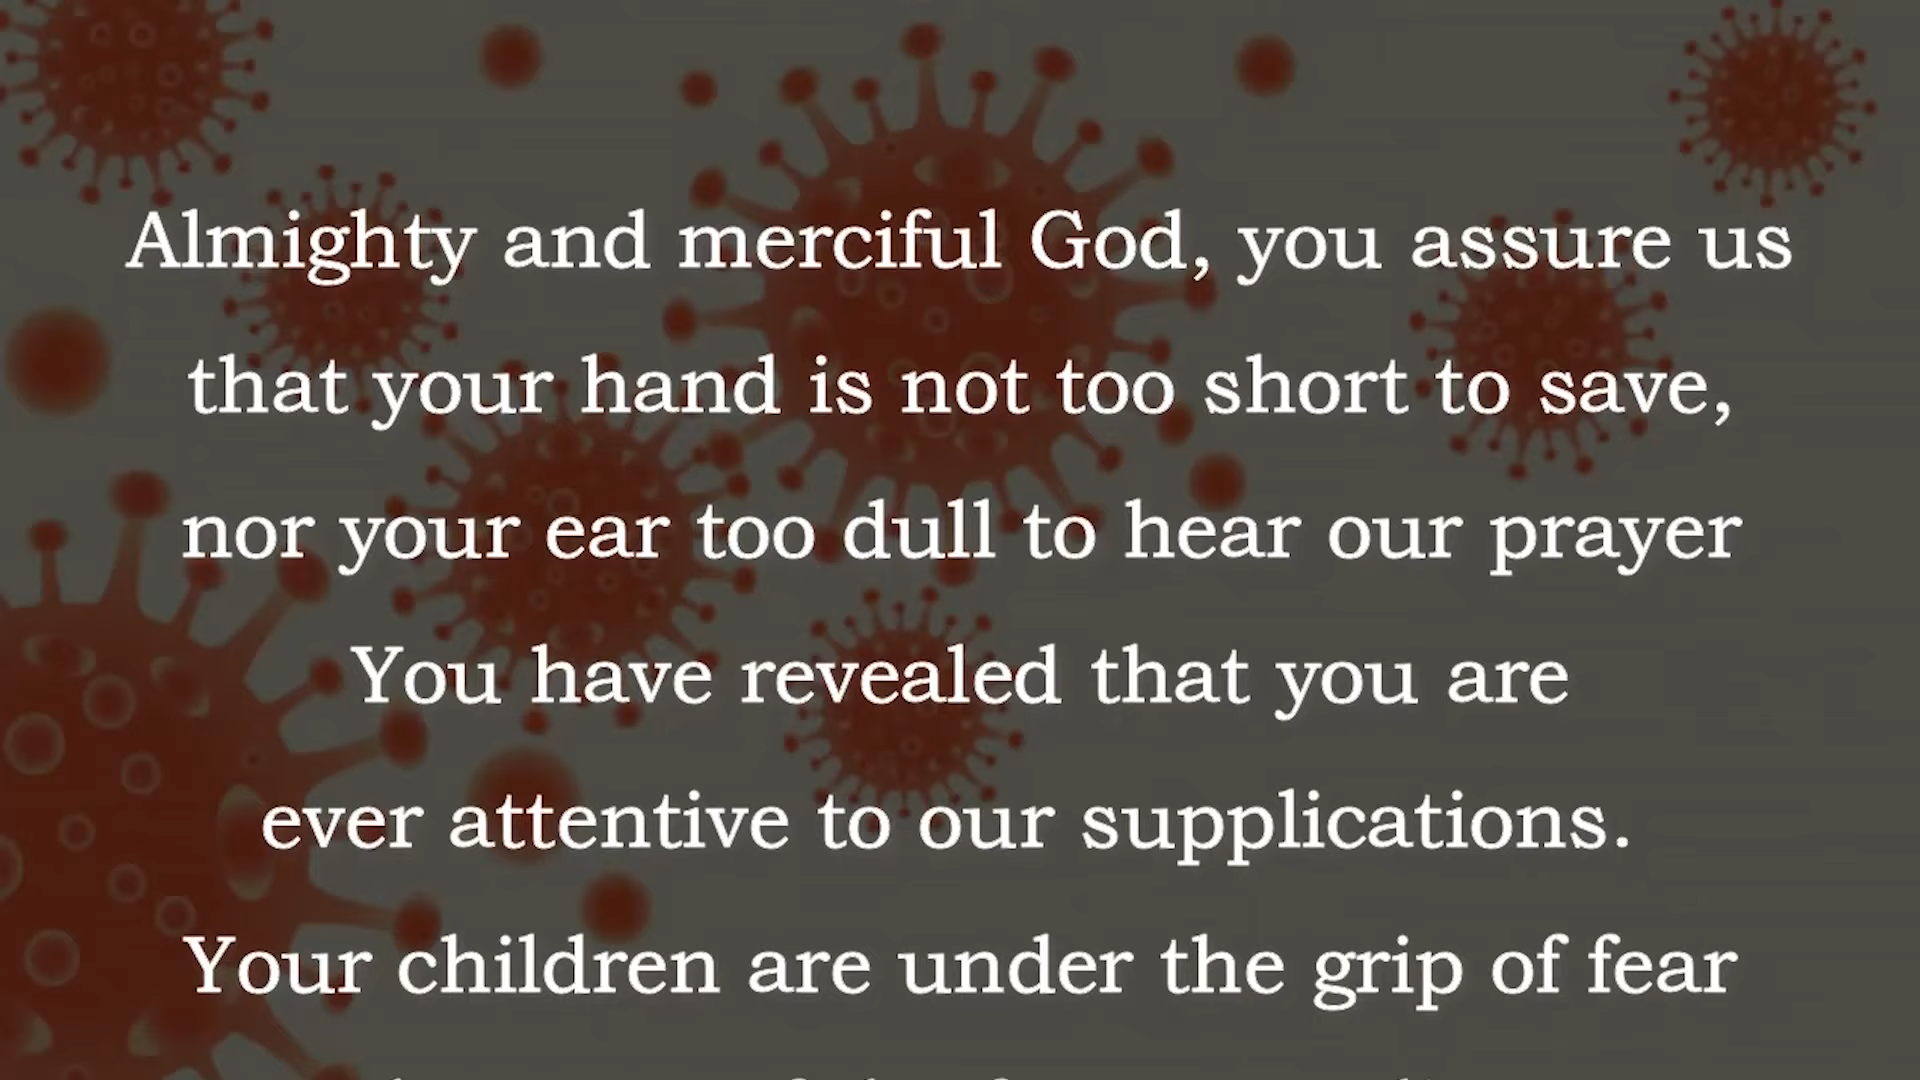 Almighty and merciful God, you assure us
that your hand is not too short to save,
nor your ear too dull to hear our prayer
You have revealed that you are
ever attentive to our supplications.
Your children are under the grip of fear